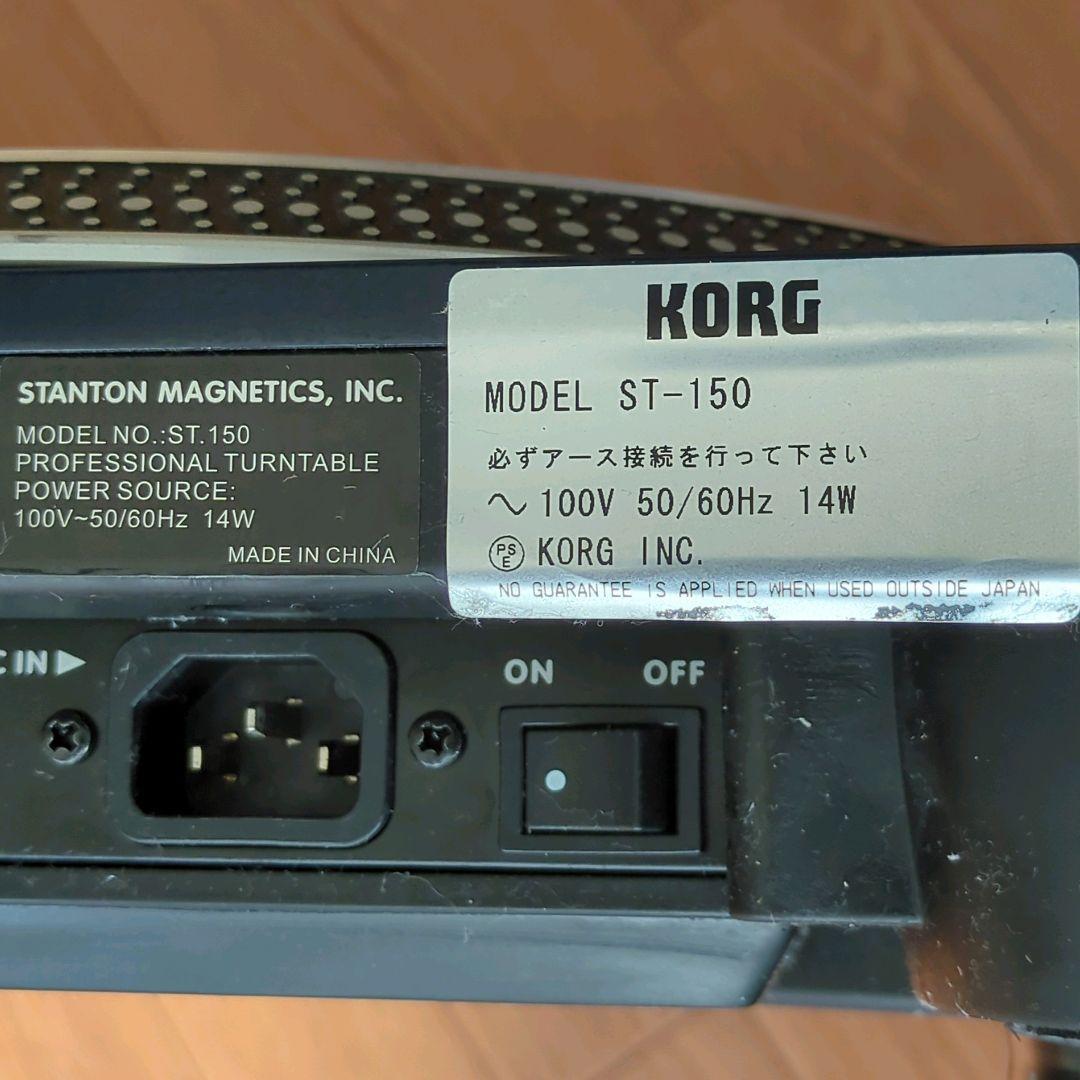 STANTON MAGNETICS, INC.
MODEL NO.:ST.150
PROFESSIONAL TURNTABLE
POWER SOURCE:
100V~50/60Hz 14W
MADE IN CHINA
KORG
MODEL ST-150
必ずアース接続を行って下さい
〜 100V 50/60Hz 14W
PS
E
KORG INC.
NO GUARANTEE IS APPLIED WHEN USED OUTSIDE JAPAN
C IN▶
ON
OFF